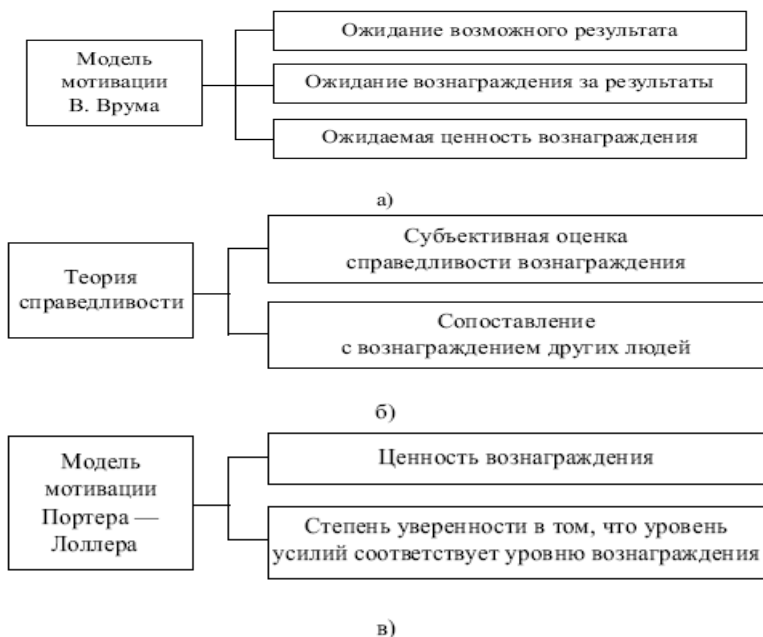 Модель
мотивации
В. Врума
Ожидание возможного результата
Ожидание вознаграждения за результаты
Ожидаемая ценность вознаграждения
а)
Теория
справедливости
Субъективная оценка
справедливости вознаграждения
Сопоставление
с вознаграждением других людей
б)
Модель
мотивации
Портера —
Лоллера
Ценность вознаграждения
Степень уверенности в том, что уровень
усилий соответствует уровню вознаграждения
в)